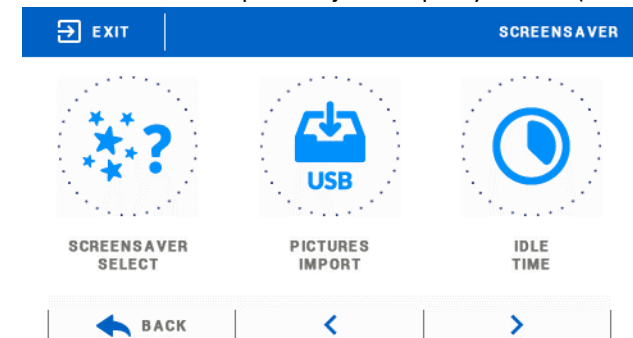 EXIT
SCREENSAVER
?
USB
SCREENSAVER
SELECT
PICTURES
IMPORT
IDLE
TIME
BACK